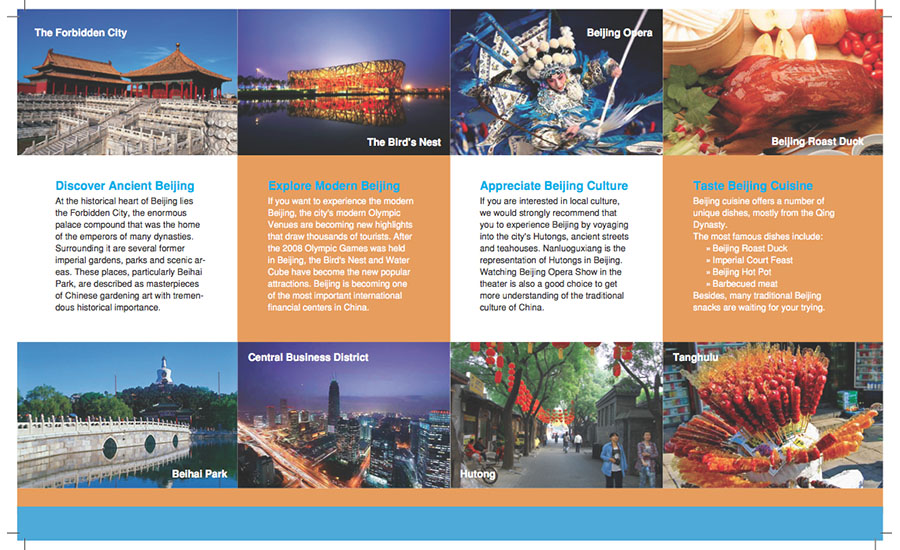 The Forbidden City
The Bird's Nest
Beijing Opera
Beijing Roast Duck
Discover Ancient Beijing
At the historical heart of Beijing lies
the Forbidden City, the enormous
palace compound that was the home
of the emperors of many dynasties.
Surrounding it are several former
imperial gardens, parks and scenic ar-
eas. These places, particularly Beihai
Park, are described as masterpieces
of Chinese gardening art with tremen-
dous historical importance.
Explore Modern Beijing
If you want to experience the modern
Beijing, the city's modern Olympic
Venues are becoming new highlights
that draw thousands of tourists. After
the 2008 Olympic Games was held
in Beijing, the Bird's Nest and Water
Cube have become the new popular
attractions. Beijing is becoming one
of the most important international
financial centers in China.
Appreciate Beijing Culture
If you are interested in local culture,
we would strongly recommend that
you to experience Beijing by voyaging
into the city's Hutongs, ancient streets
and teahouses. Nanluoguxiang is the
representation of Hutongs in Beijing.
Watching Beijing Opera Show in the
theater is also a good choice to get
more understanding of the traditional
culture of China.
Taste Beijing Cuisine
Beijing cuisine offers a number of
unique dishes, mostly from the Qing
Dynasty.
The most famous dishes include:
» Beijing Roast Duck
» Imperial Court Feast
» Beijing Hot Pot
» Barbecued meat
Besides, many traditional Beijing
snacks are waiting for your trying.
Beihai Park
Central Business District
Hutong
Tanghulu